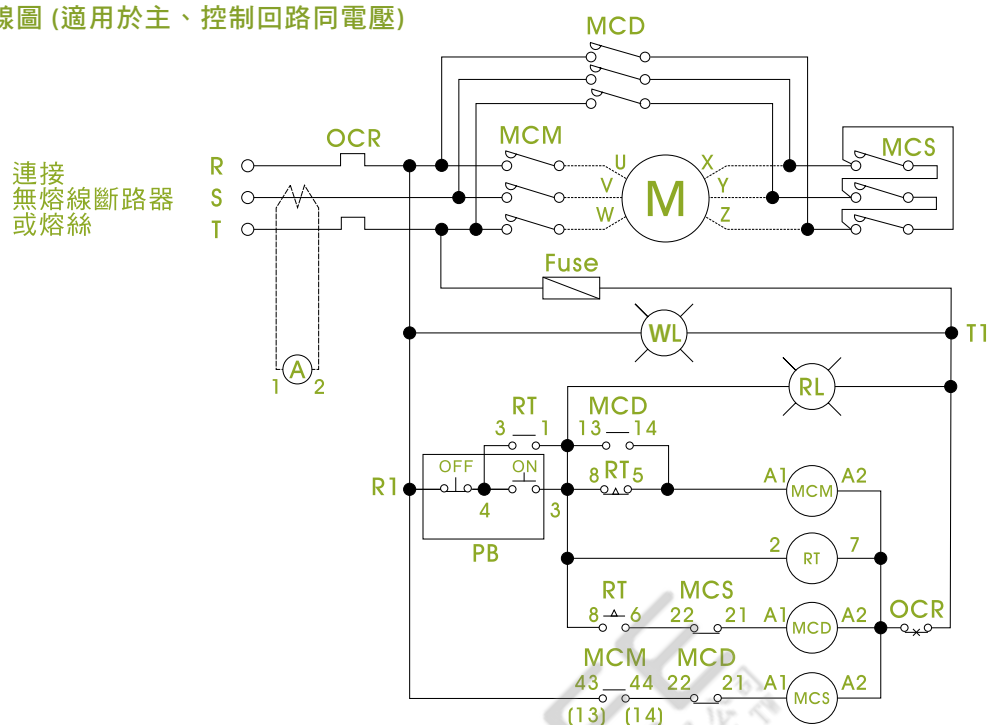 線圖 (適用於主、控制回路同電壓)
MCD
OCR
MCM
MCS
連接
無熔線斷路器
或熔絲
R
S
T
U
V
W
M
X
Y
Z
Fuse
WL
T1
A
1 2
RL
RT
3 1
MCD
13 14
OFF
ON
R1
4
3
PB
8 RT 5
A1 MCM A2
2 RT 7
RT
8 6
MCS
22 21
A1 MCD A2
OCR
MCM
43 44
(13) (14)
MCD
22 21
A1 MCS A2